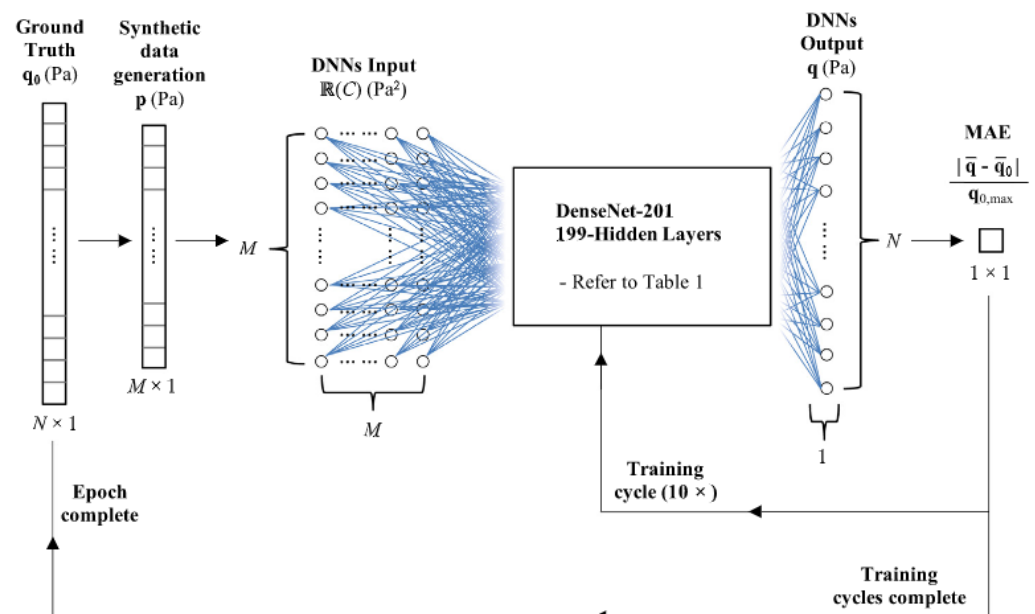 Ground
Truth
q₀ (Pa)
Synthetic
data
generation
p (Pa)
DNNs Input
ℝ(C) (Pa²)
DNNs
Output
q (Pa)
MAE
|q̅ - q̅₀|
q₀,max
DenseNet-201
199-Hidden Layers
- Refer to Table 1
M
N
1 × 1
M × 1
N × 1
M
1
Training
cycle (10 × )
Epoch
complete
Training
cycles complete